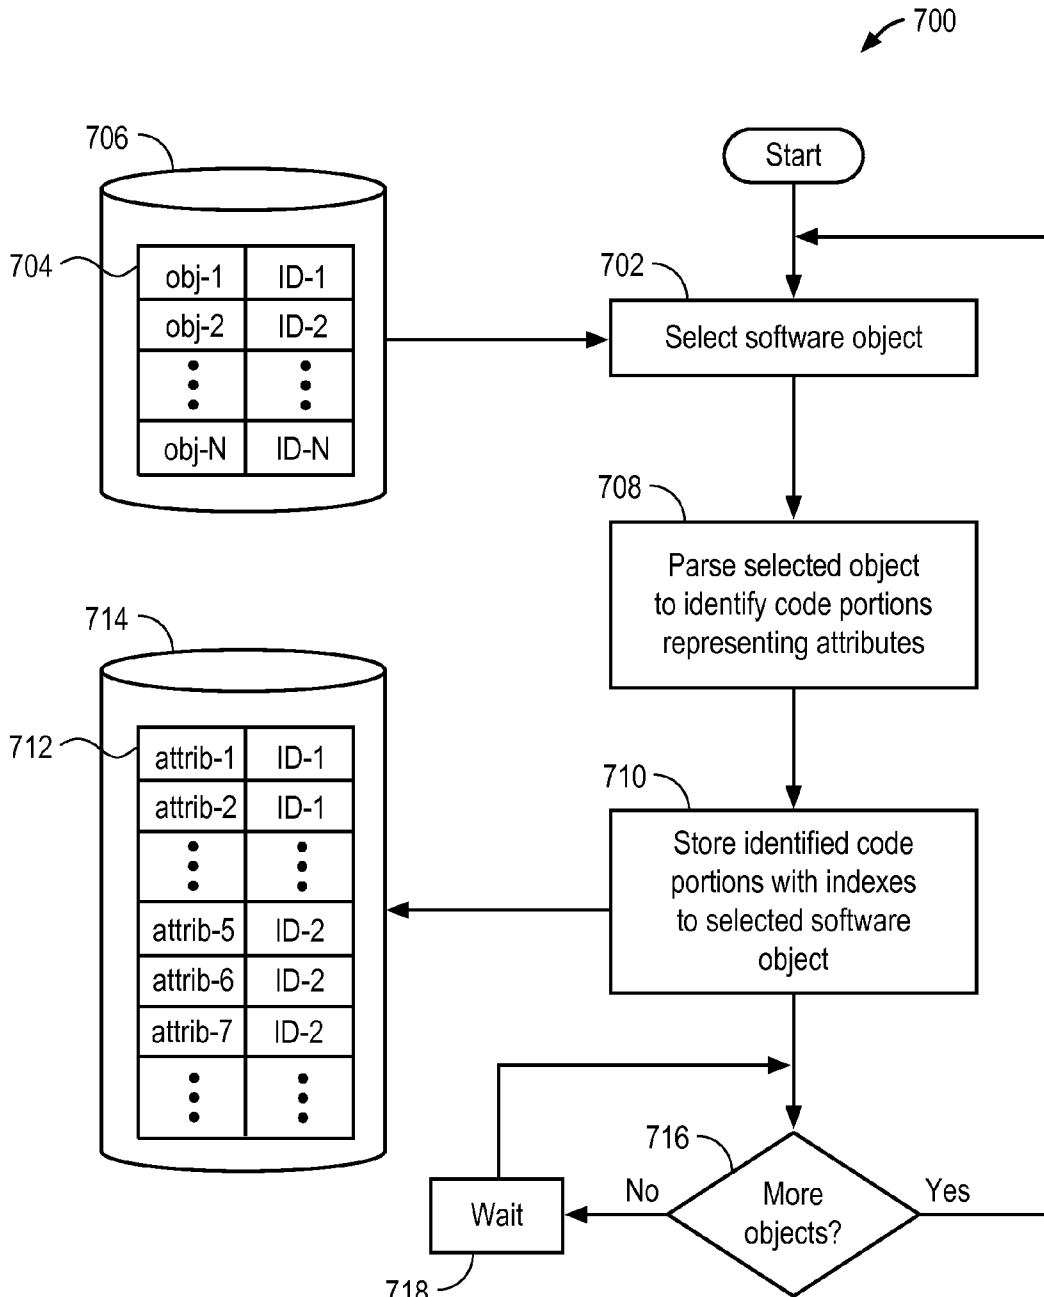 700
706
Start
704
obj-1 ID-1
obj-2 ID-2
obj-N ID-N
702
Select software object
708
Parse selected object
to identify code portions
representing attributes
714
712
attrib-1 ID-1
attrib-2 ID-1
attrib-5 ID-2
attrib-6 ID-2
attrib-7 ID-2
710
Store identified code
portions with indexes
to selected software
object
716
More
objects?
No
Yes
Wait
718